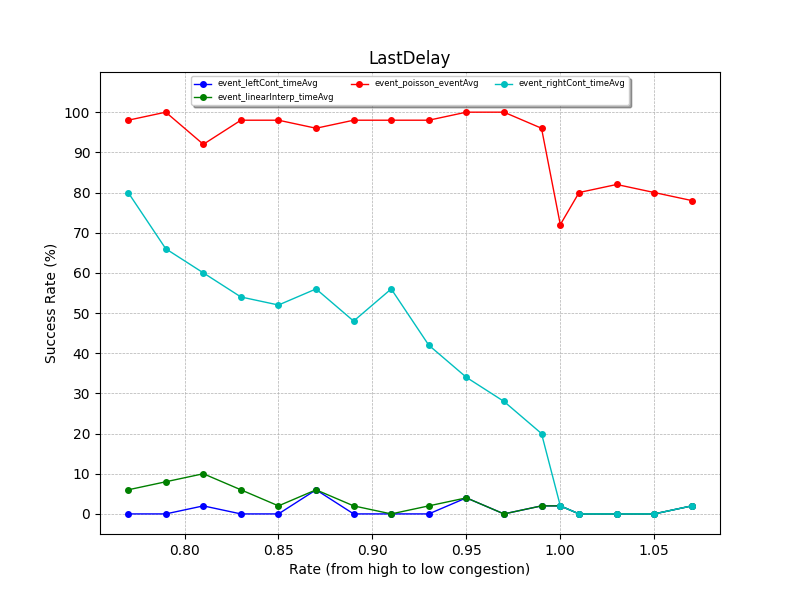 LastDelay
event_leftCont_timeAvg
event_linearInterp_timeAvg
event_poisson_eventAvg
event_rightCont_timeAvg
Success Rate (%)
100
90
80
70
60
50
40
30
20
10
0
0.80 0.85 0.90 0.95 1.00 1.05
Rate (from high to low congestion)